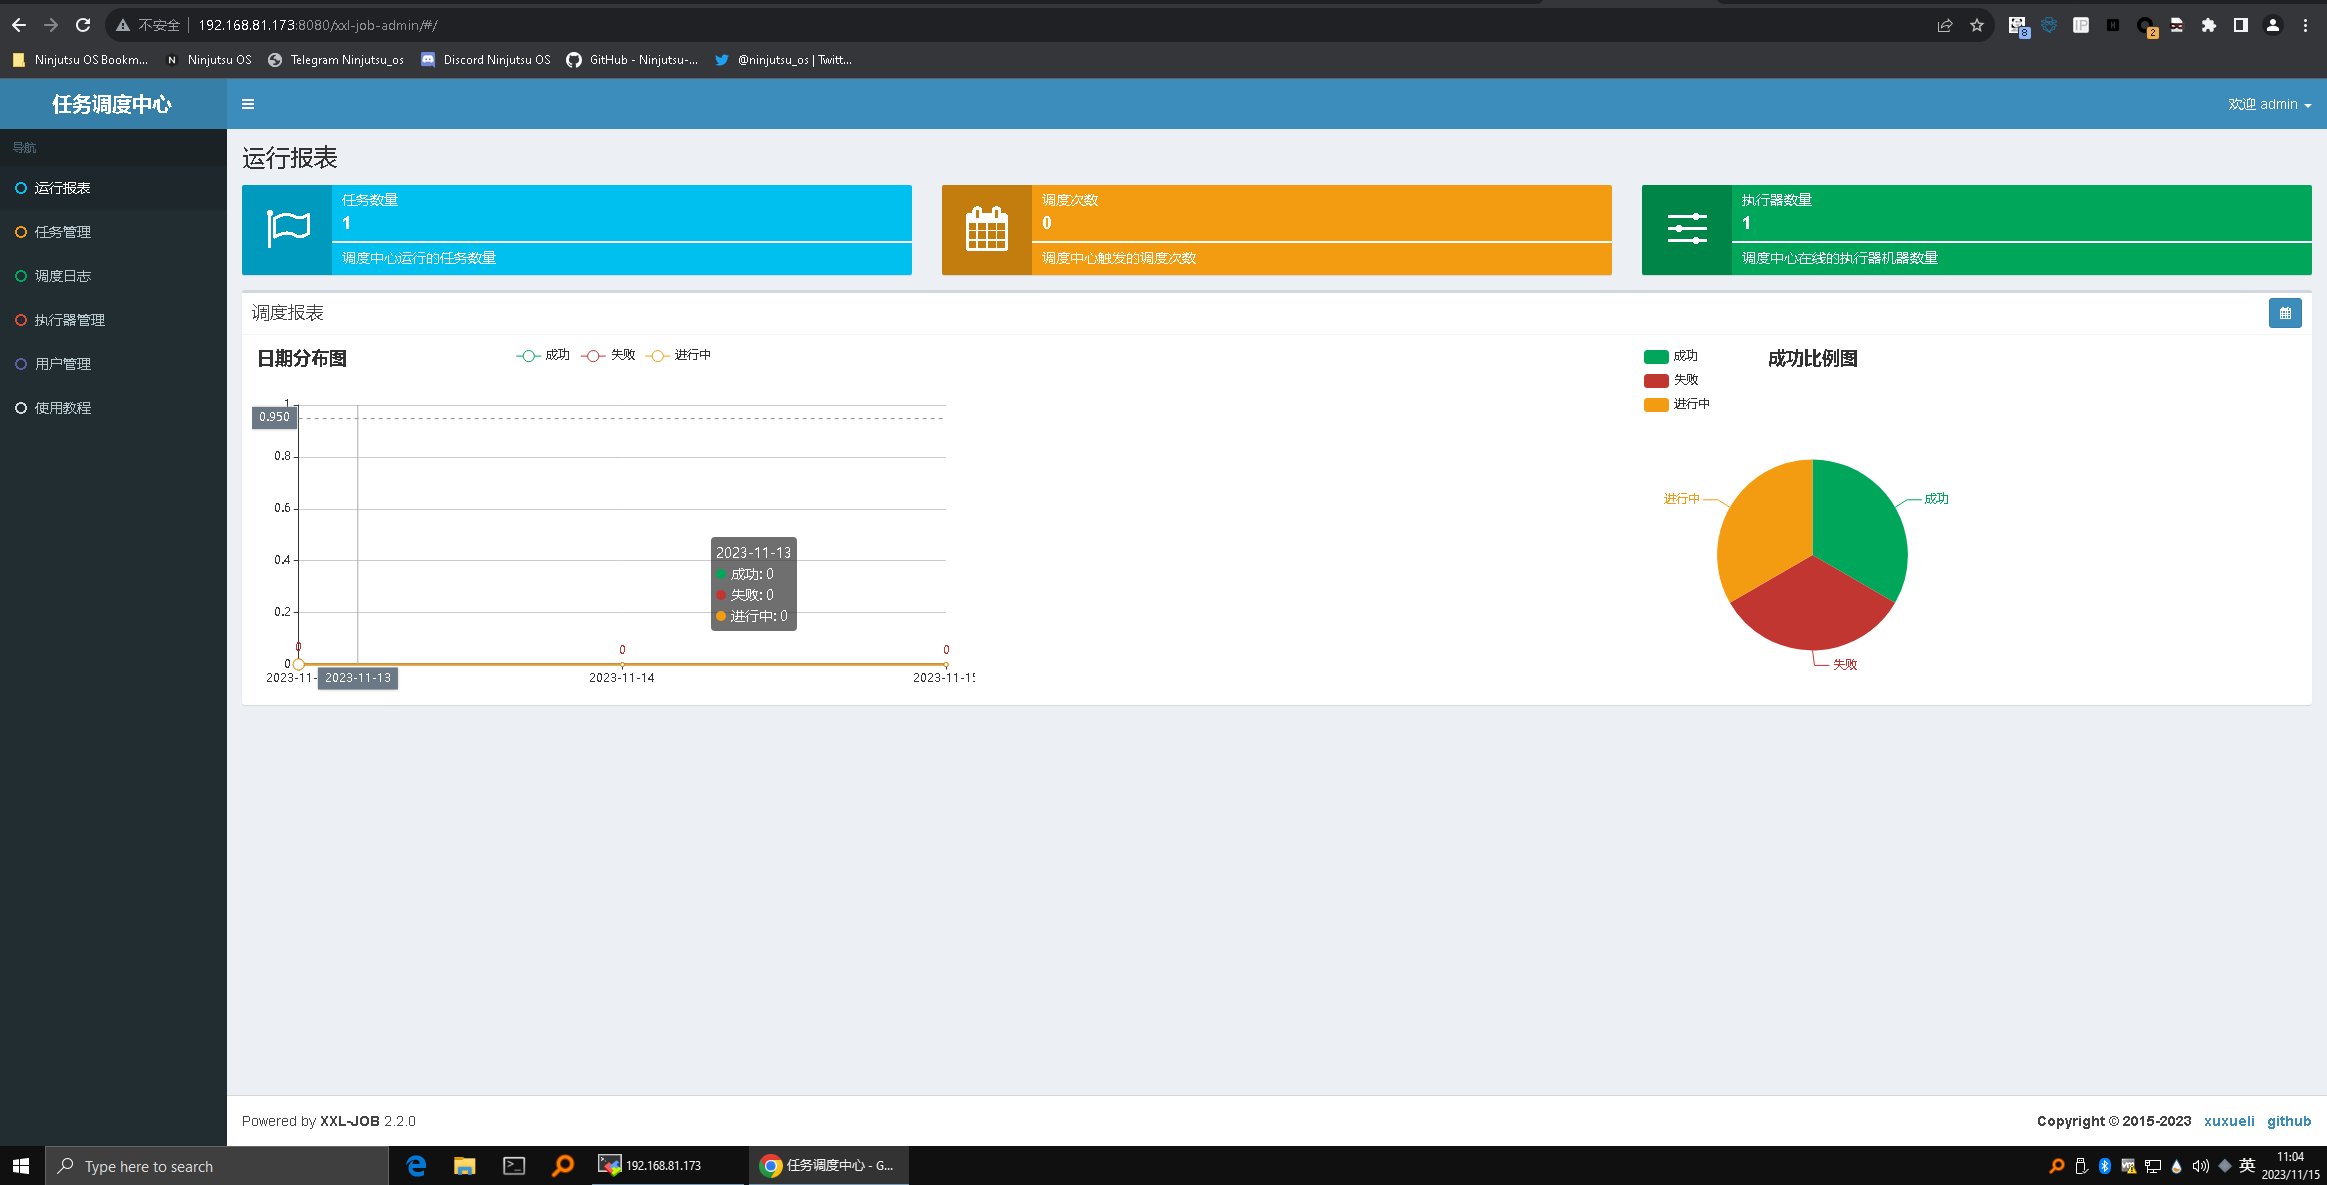 不安全 192.168.81.173:8080/xxl-job-admin/#/
8 2
Ninjutsu OS Bookm... Ninjutsu OS Telegram Ninjutsu_os Discord Ninjutsu OS GitHub - Ninjutsu-... @ninjutsu_os | Twitt...
任务调度中心
欢迎 admin
导航
运行报表
任务管理
调度日志
执行器管理
用户管理
使用教程
运行报表
任务数量
1
调度中心运行的任务数量
调度次数
0
调度中心触发的调度次数
执行器数量
1
调度中心在线的执行器机器数量
调度报表
日期分布图
成功 失败 进行中
1
0.950
0.8
0.6
0.4
0.2
0
0 0 0
2023-11- 2023-11-13 2023-11-14 2023-11-15
2023-11-13
成功: 0
失败: 0
进行中: 0
成功
失败
进行中
成功比例图
进行中
成功
失败
Powered by XXL-JOB 2.2.0
Copyright © 2015-2023 xuxueli github
Type here to search
192.168.81.173
任务调度中心 - G...
英
11:04
2023/11/15